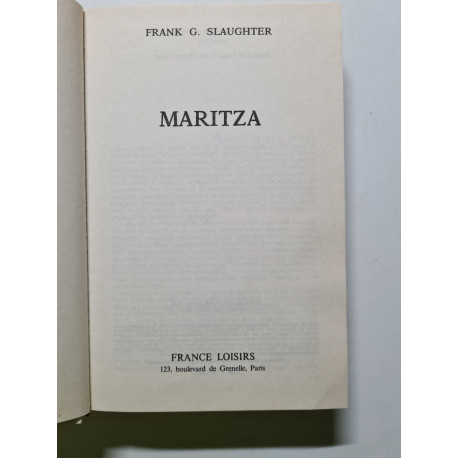 FRANK G. SLAUGHTER
MARITZA
FRANCE LOISIRS
123, boulevard de Grenelle, Paris